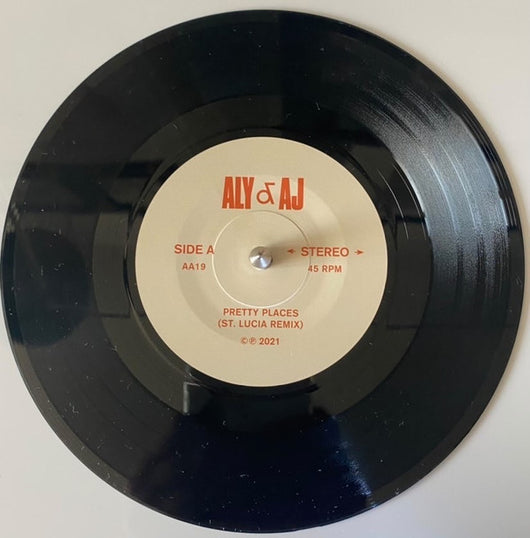 ALY & AJ
SIDE A
AA19
← STEREO →
45 RPM
PRETTY PLACES
(ST. LUCIA REMIX)
©℗ 2021